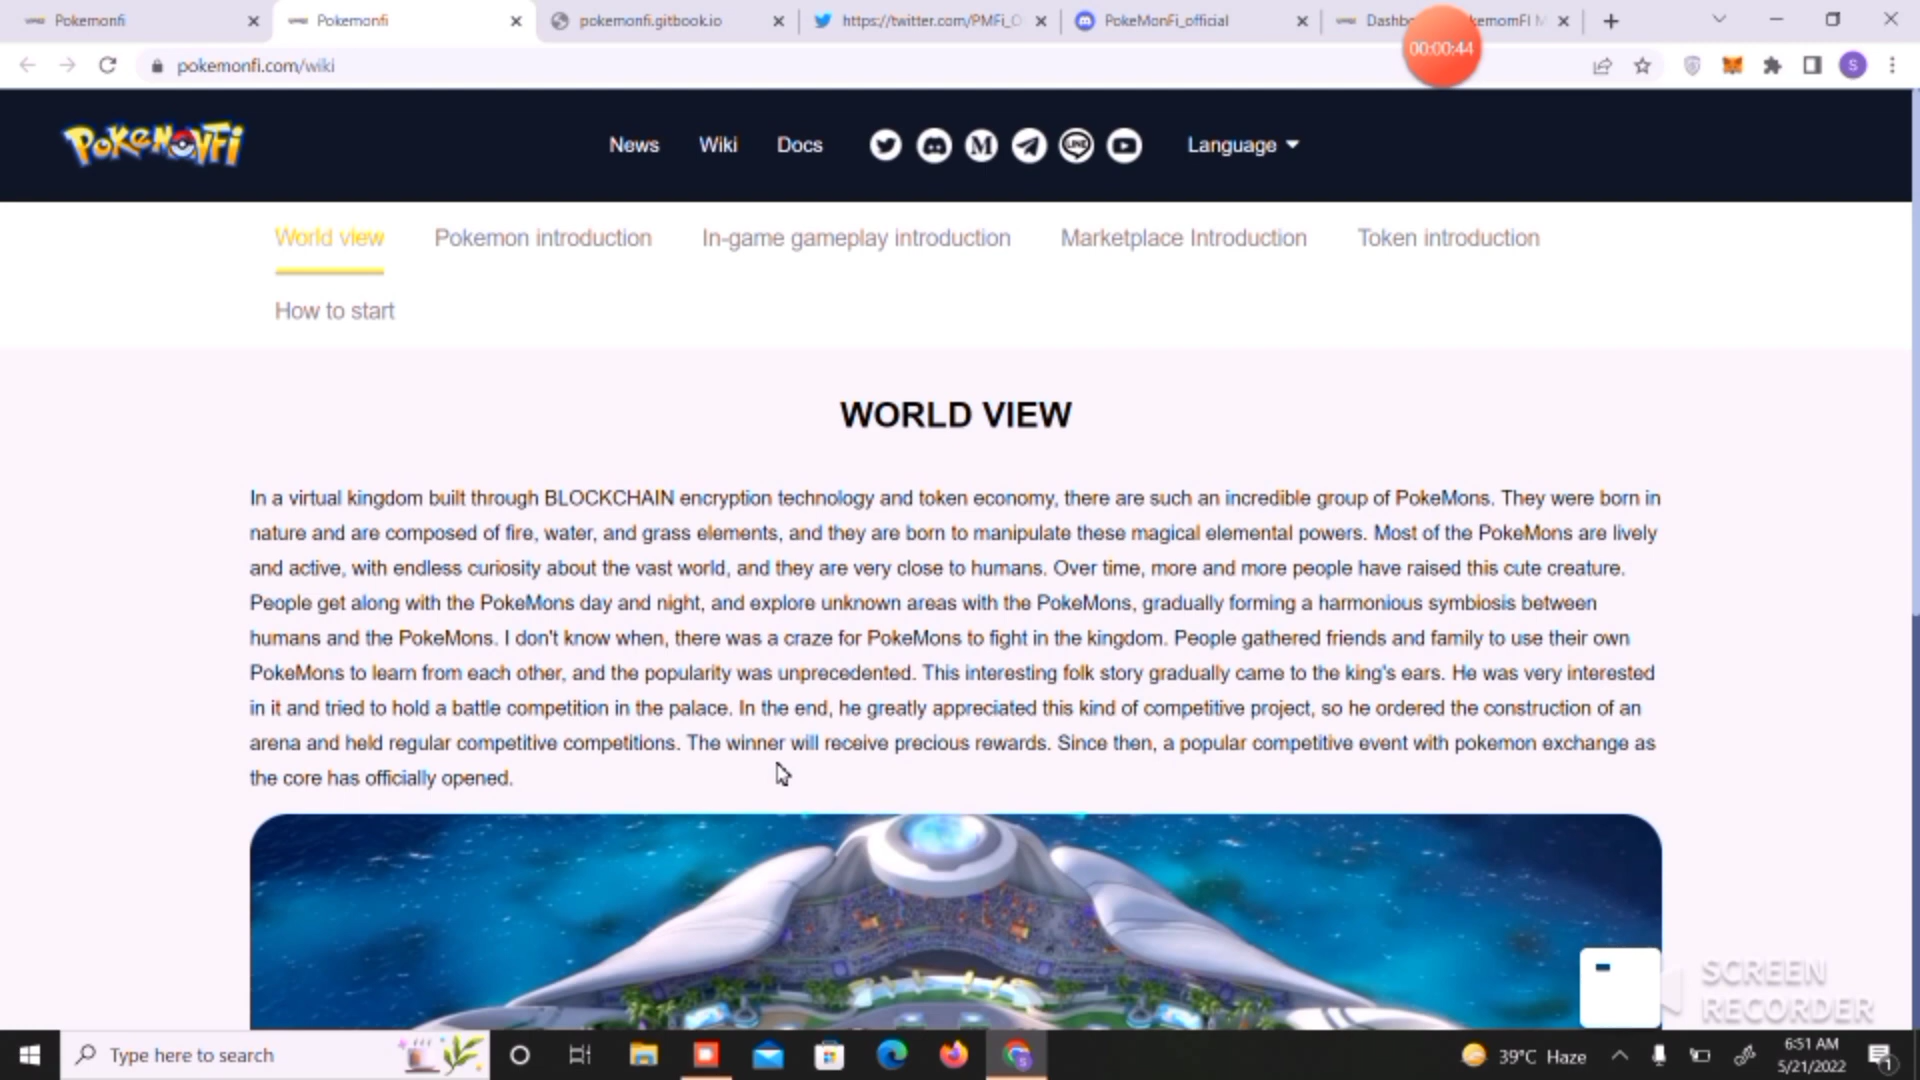 Pokemonfi
Pokemonfi
pokemonfi.gitbook.io
https://twitter.com/PMFi_O
PokeMonFi_official
00:00:44
pokemonfi.com/wiki
S
PokeMonFi
News
Wiki
Docs
M
LINE
Language
World view
Pokemon introduction
In-game gameplay introduction
Marketplace Introduction
Token introduction
How to start
WORLD VIEW
In a virtual kingdom built through BLOCKCHAIN encryption technology and token economy, there are such an incredible group of PokeMons. They were born in
nature and are composed of fire, water, and grass elements, and they are born to manipulate these magical elemental powers. Most of the PokeMons are lively
and active, with endless curiosity about the vast world, and they are very close to humans. Over time, more and more people have raised this cute creature.
People get along with the PokeMons day and night, and explore unknown areas with the PokeMons, gradually forming a harmonious symbiosis between
humans and the PokeMons. I don't know when, there was a craze for PokeMons to fight in the kingdom. People gathered friends and family to use their own
PokeMons to learn from each other, and the popularity was unprecedented. This interesting folk story gradually came to the king's ears. He was very interested
in it and tried to hold a battle competition in the palace. In the end, he greatly appreciated this kind of competitive project, so he ordered the construction of an
arena and held regular competitive competitions. The winner will receive precious rewards. Since then, a popular competitive event with pokemon exchange as
the core has officially opened.
SCREEN
RECORDER
Type here to search
39°C Haze
6:51 AM
5/21/2022
1